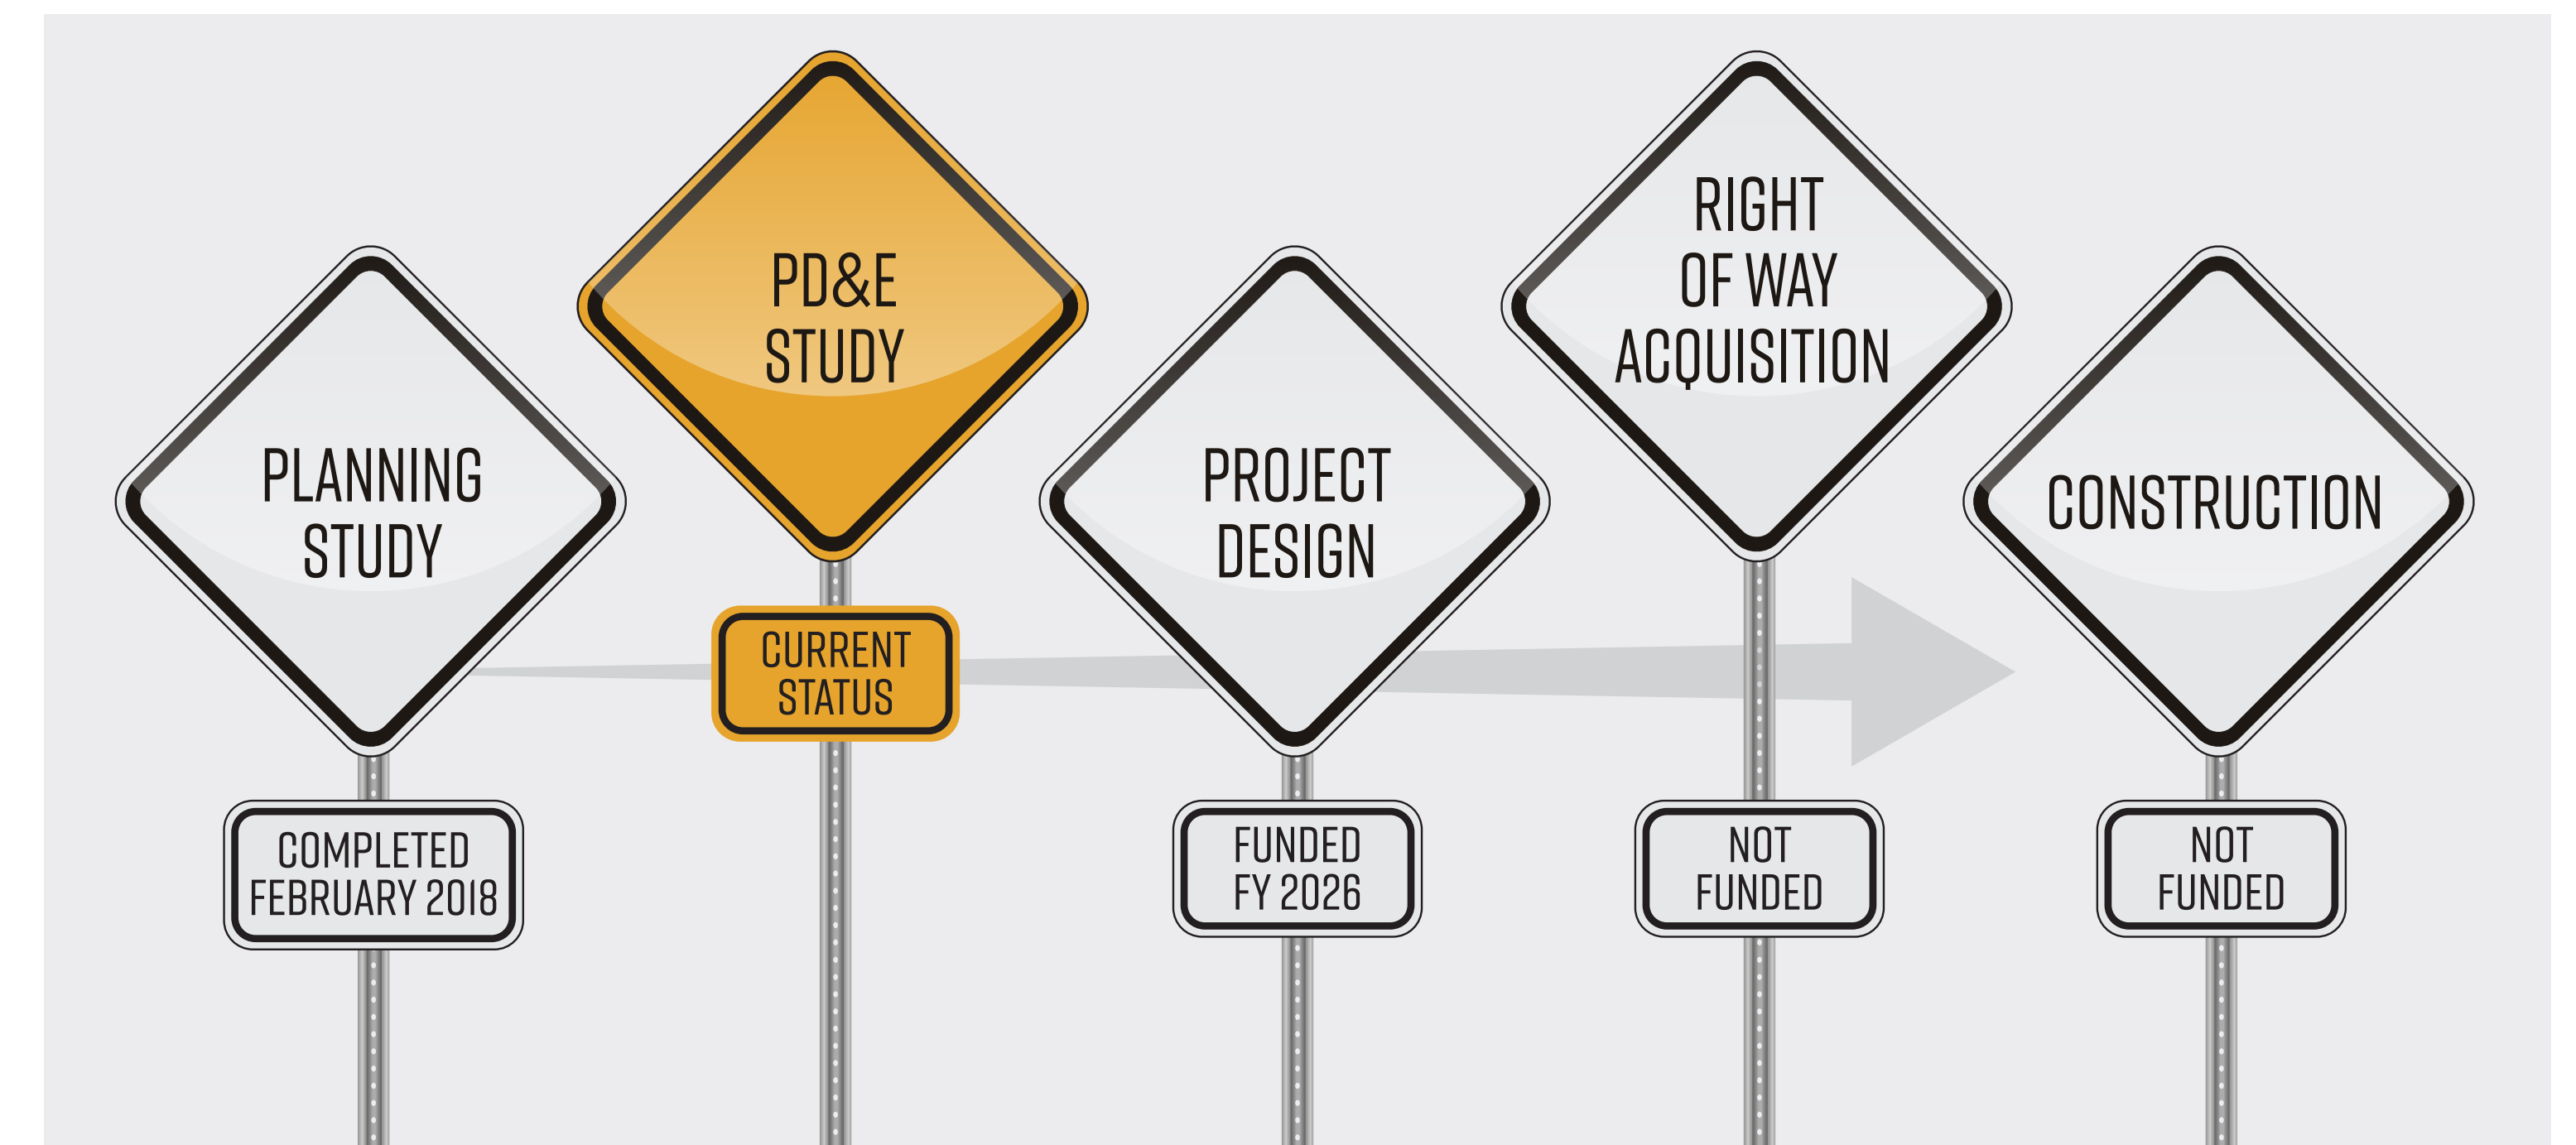 PLANNING
STUDY
COMPLETED
FEBRUARY 2018
PD&E
STUDY
CURRENT
STATUS
PROJECT
DESIGN
FUNDED
FY 2026
RIGHT
OF WAY
ACQUISITION
NOT
FUNDED
CONSTRUCTION
NOT
FUNDED